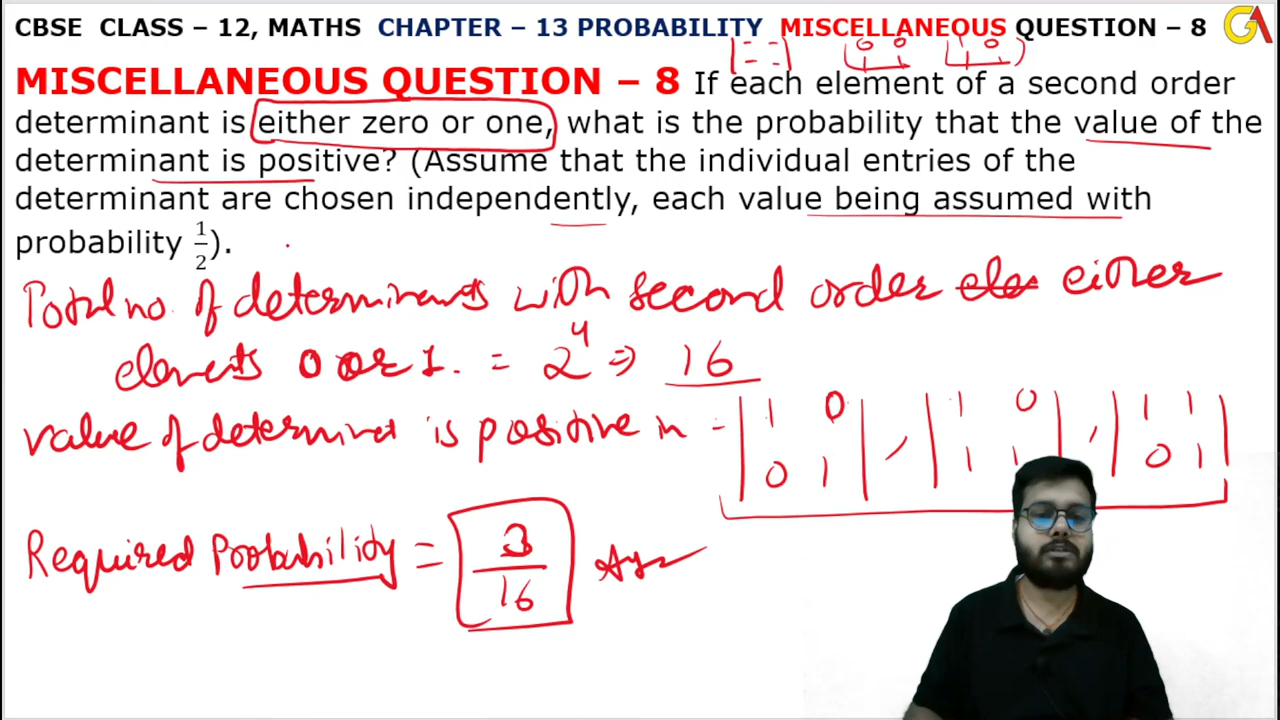 CBSE CLASS – 12, MATHS CHAPTER – 13 PROBABILITY MISCELLANEOUS QUESTION – 8
GA
MISCELLANEOUS QUESTION – 8 If each element of a second order
determinant is either zero or one, what is the probability that the value of the
determinant is positive? (Assume that the individual entries of the
determinant are chosen independently, each value being assumed with
probability 1/2).
Total no. of determinants with second order either
elements 0 or 1. = 2^4 ⇒ 16
value of determinat is positive in = | 1 0 | , | 1 0 | , | 1 1 |
| 0 1 | | 1 1 | | 0 1 |
Required Probability = 3/16 Ans